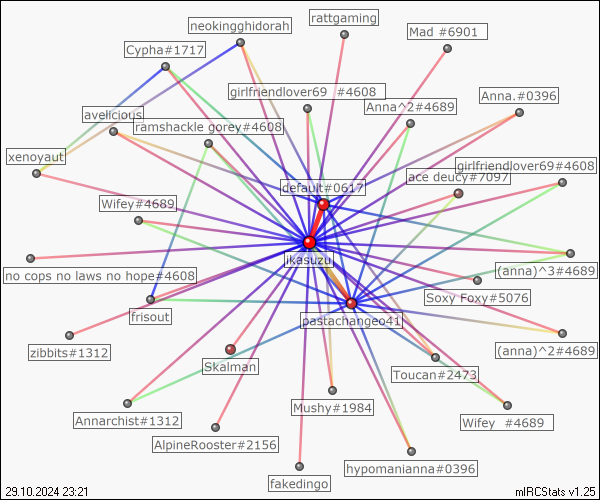 rattgaming
neokingghidorah
Mad #6901
Cypha#1717
girlfriendlover69 #4608
Anna.#0396
Anna^2#4689
avelicious
ramshackle gorey#4608
xenoyaut
girlfriendlover69#4608
ace deucy#7097
default#0617
Wifey#4689
ikasuzu
no cops no laws no hope#4608
(anna)^3#4689
Soxy Foxy#5076
frisout
pastachangeo41
zibbits#1312
(anna)^2#4689
Skalman
Toucan#2473
Mushy#1984
Annarchist#1312
Wifey #4689
AlpineRooster#2156
hypomanianna#0396
fakedingo
29.10.2024 23:21
mIRCStats v1.25